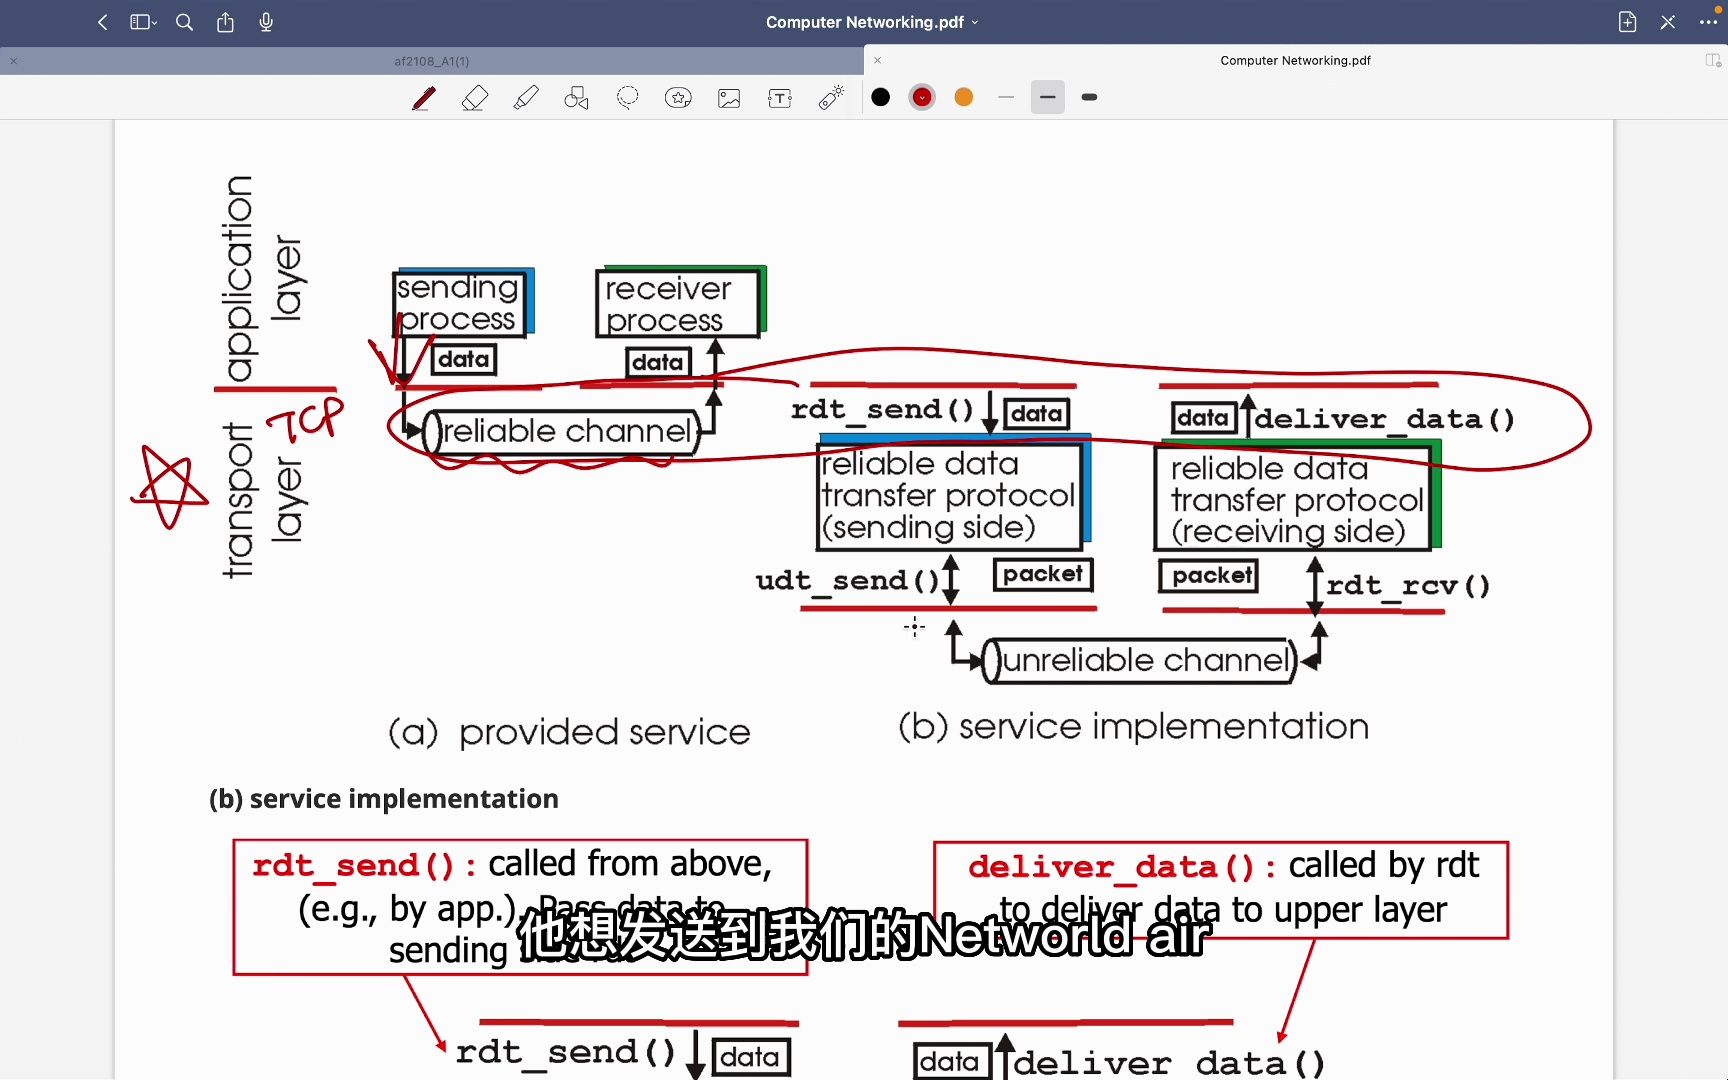 Computer Networking.pdf
af2108_A1(1)
Computer Networking.pdf
application
layer
transport
layer
TCP
sending
process
receiver
process
data
data
reliable channel
rdt_send()
data
data
deliver_data()
reliable data
transfer protocol
(sending side)
reliable data
transfer protocol
(receiving side)
udt_send()
packet
packet
rdt_rcv()
unreliable channel
(a) provided service
(b) service implementation
(b) service implementation
rdt_send(): called from above,
(e.g., by app.). Pass data to
sending
deliver_data(): called by rdt
to deliver data to upper layer
他想发送到我们的Networld air
rdt_send()
data
data
deliver_data()